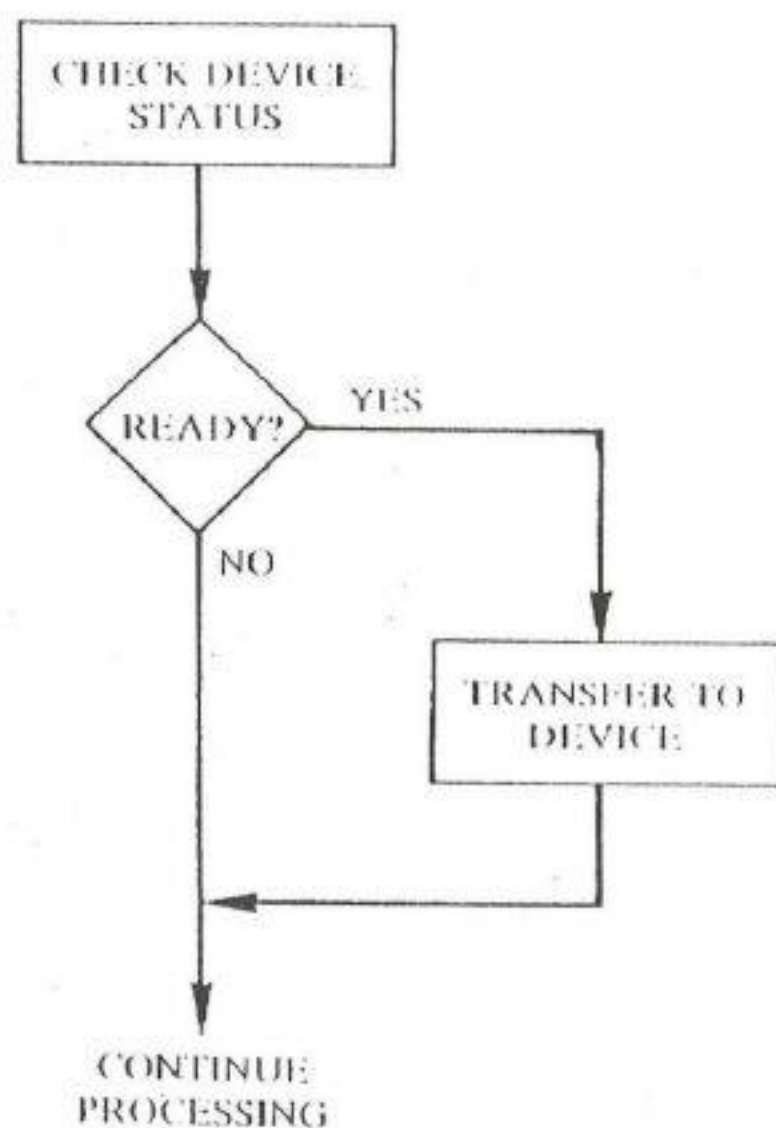 CHECK DEVICE
STATUS
READY?
YES
NO
TRANSFER TO
DEVICE
CONTINUE
PROCESSING